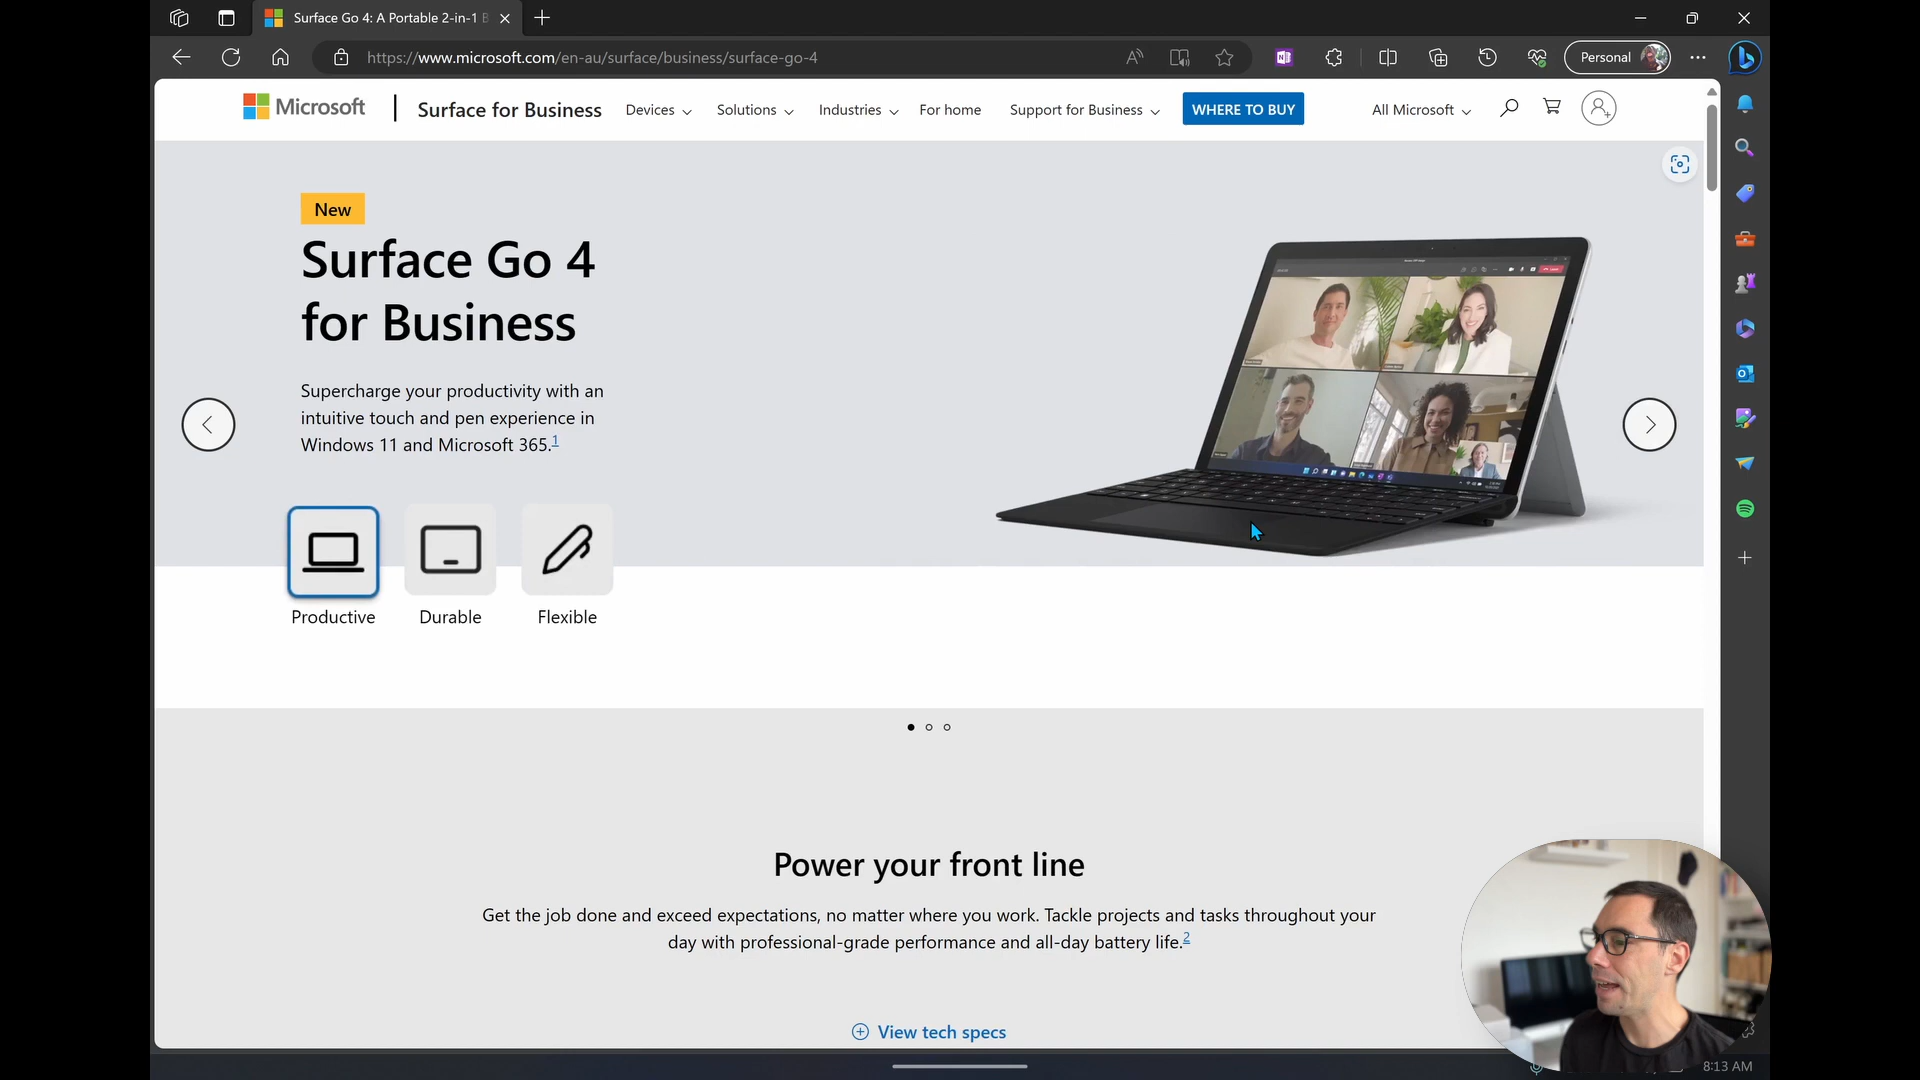 Surface Go 4: A Portable 2-in-1 B
https://www.microsoft.com/en-au/surface/business/surface-go-4
Personal
Microsoft
Surface for Business
Devices
Solutions
Industries
For home
Support for Business
WHERE TO BUY
All Microsoft
New
Surface Go 4
for Business
Supercharge your productivity with an
intuitive touch and pen experience in
Windows 11 and Microsoft 365.1
Productive
Durable
Flexible
Power your front line
Get the job done and exceed expectations, no matter where you work. Tackle projects and tasks throughout your
day with professional-grade performance and all-day battery life.2
View tech specs
8:13 AM